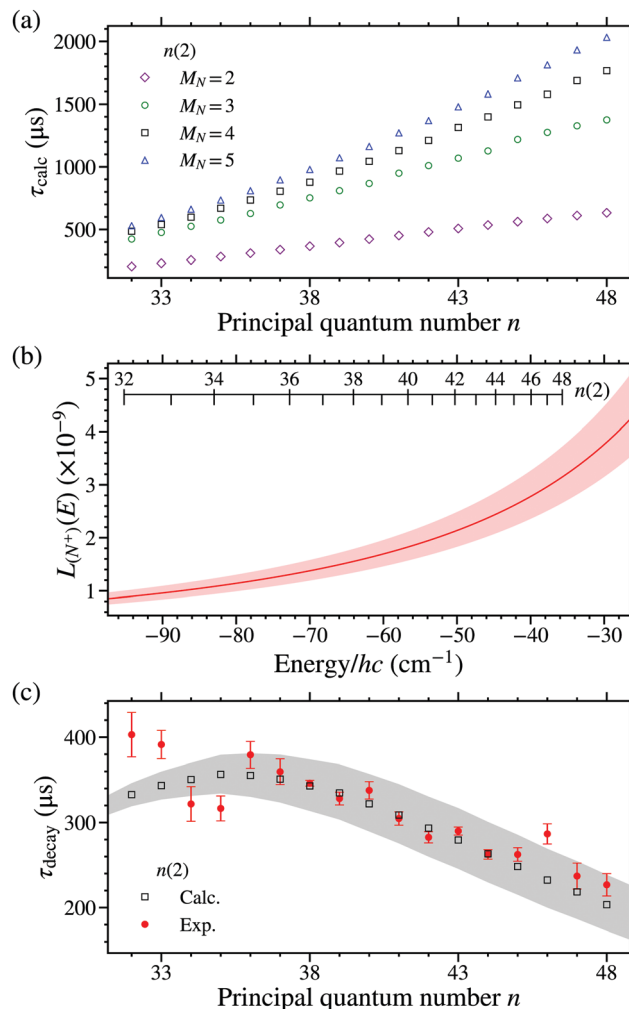 (a)
2000
1500
1000
500
τcalc (μs)
n(2)
M_N = 2
M_N = 3
M_N = 4
M_N = 5
33 38 43 48
Principal quantum number n
(b)
5
4
3
2
1
L_(N⁺)(E) (×10⁻⁹)
32 34 36 38 40 42 44 46 48
n(2)
−90 −80 −70 −60 −50 −40 −30
Energy/hc (cm⁻¹)
(c)
400
300
200
τdecay (μs)
n(2)
Calc.
Exp.
33 38 43 48
Principal quantum number n